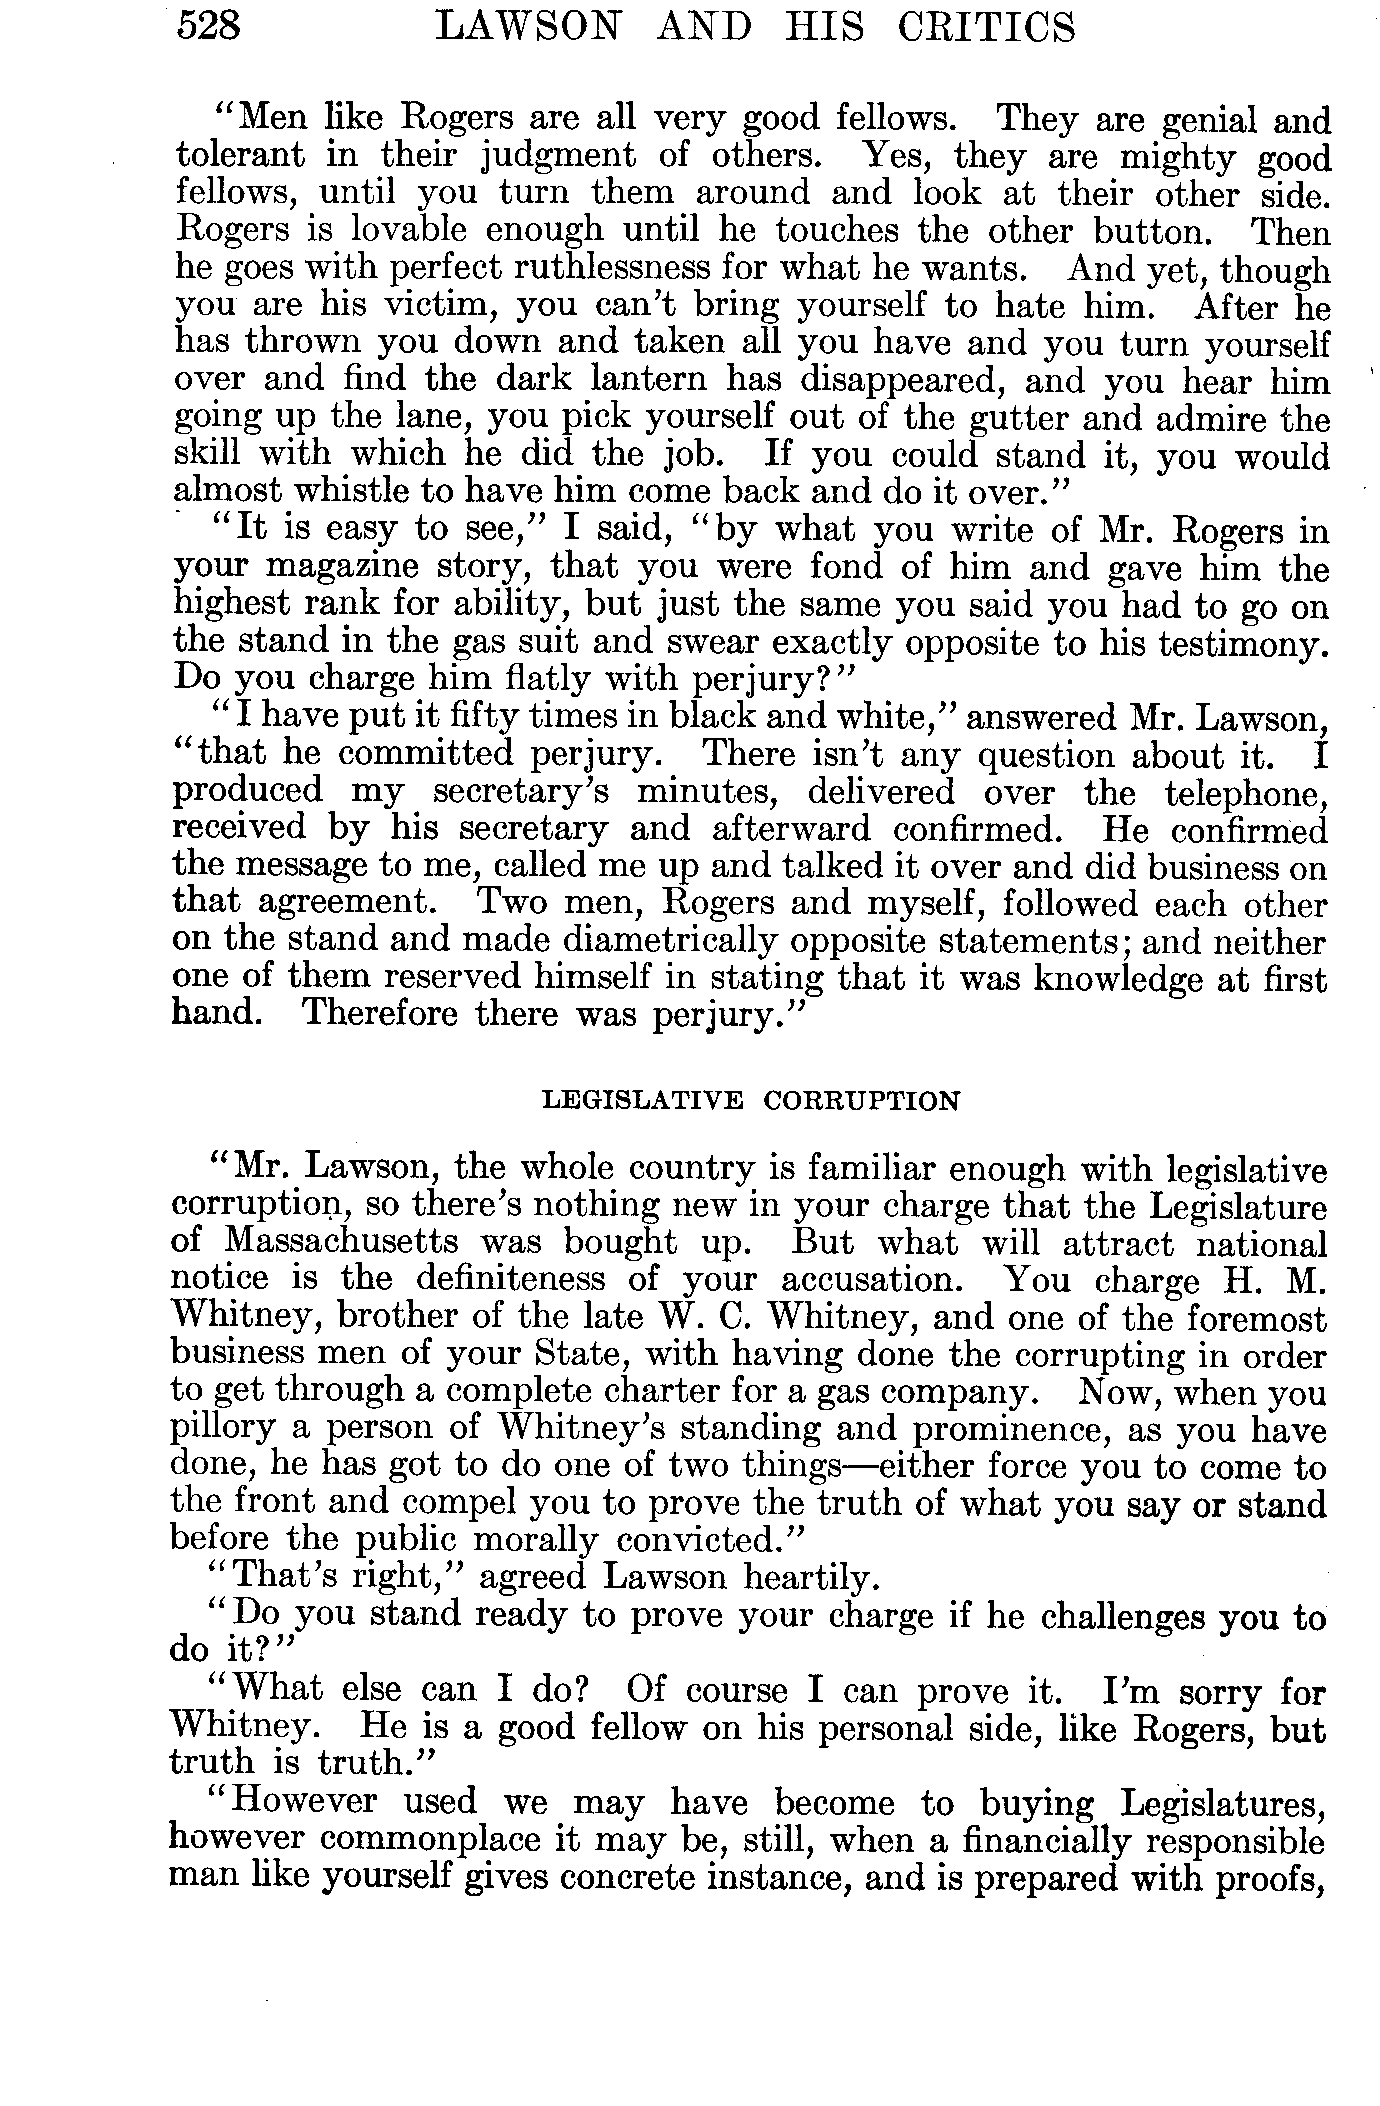 528 LAWSON AND HIS CRITICS
"Men like Rogers are all very good fellows. They are genial and
tolerant in their judgment of others. Yes, they are mighty good
fellows, until you turn them around and look at their other side.
Rogers is lovable enough until he touches the other button. Then
he goes with perfect ruthlessness for what he wants. And yet, though
you are his victim, you can't bring yourself to hate him. After he
has thrown you down and taken all you have and you turn yourself
over and find the dark lantern has disappeared, and you hear him
going up the lane, you pick yourself out of the gutter and admire the
skill with which he did the job. If you could stand it, you would
almost whistle to have him come back and do it over."
"It is easy to see," I said, "by what you write of Mr. Rogers in
your magazine story, that you were fond of him and gave him the
highest rank for ability, but just the same you said you had to go on
the stand in the gas suit and swear exactly opposite to his testimony.
Do you charge him flatly with perjury?"
"I have put it fifty times in black and white," answered Mr. Lawson,
"that he committed perjury. There isn't any question about it. I
produced my secretary's minutes, delivered over the telephone,
received by his secretary and afterward confirmed. He confirmed
the message to me, called me up and talked it over and did business on
that agreement. Two men, Rogers and myself, followed each other
on the stand and made diametrically opposite statements; and neither
one of them reserved himself in stating that it was knowledge at first
hand. Therefore there was perjury."
LEGISLATIVE CORRUPTION
"Mr. Lawson, the whole country is familiar enough with legislative
corruption, so there's nothing new in your charge that the Legislature
of Massachusetts was bought up. But what will attract national
notice is the definiteness of your accusation. You charge H. M.
Whitney, brother of the late W. C. Whitney, and one of the foremost
business men of your State, with having done the corrupting in order
to get through a complete charter for a gas company. Now, when you
pillory a person of Whitney's standing and prominence, as you have
done, he has got to do one of two things—either force you to come to
the front and compel you to prove the truth of what you say or stand
before the public morally convicted."
"That's right," agreed Lawson heartily.
"Do you stand ready to prove your charge if he challenges you to
do it?"
"What else can I do? Of course I can prove it. I'm sorry for
Whitney. He is a good fellow on his personal side, like Rogers, but
truth is truth."
"However used we may have become to buying Legislatures,
however commonplace it may be, still, when a financially responsible
man like yourself gives concrete instance, and is prepared with proofs,